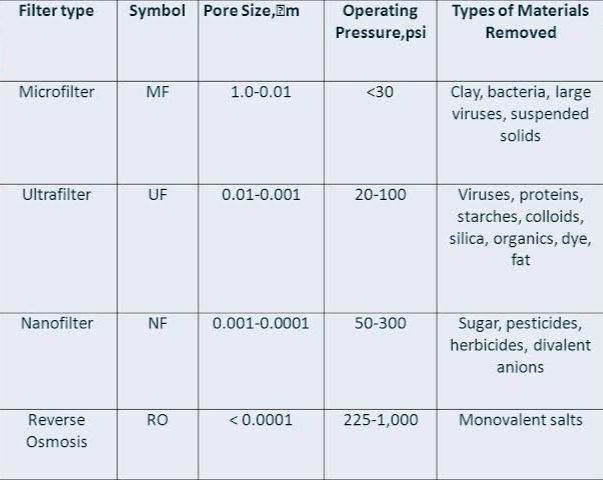 Filter type Symbol Pore Size,⍰m Operating Types of Materials
Pressure,psi Removed
Microfilter MF 1.0-0.01 <30 Clay, bacteria, large
viruses, suspended
solids
Ultrafilter UF 0.01-0.001 20-100 Viruses, proteins,
starches, colloids,
silica, organics, dye,
fat
Nanofilter NF 0.001-0.0001 50-300 Sugar, pesticides,
herbicides, divalent
anions
Reverse RO < 0.0001 225-1,000 Monovalent salts
Osmosis